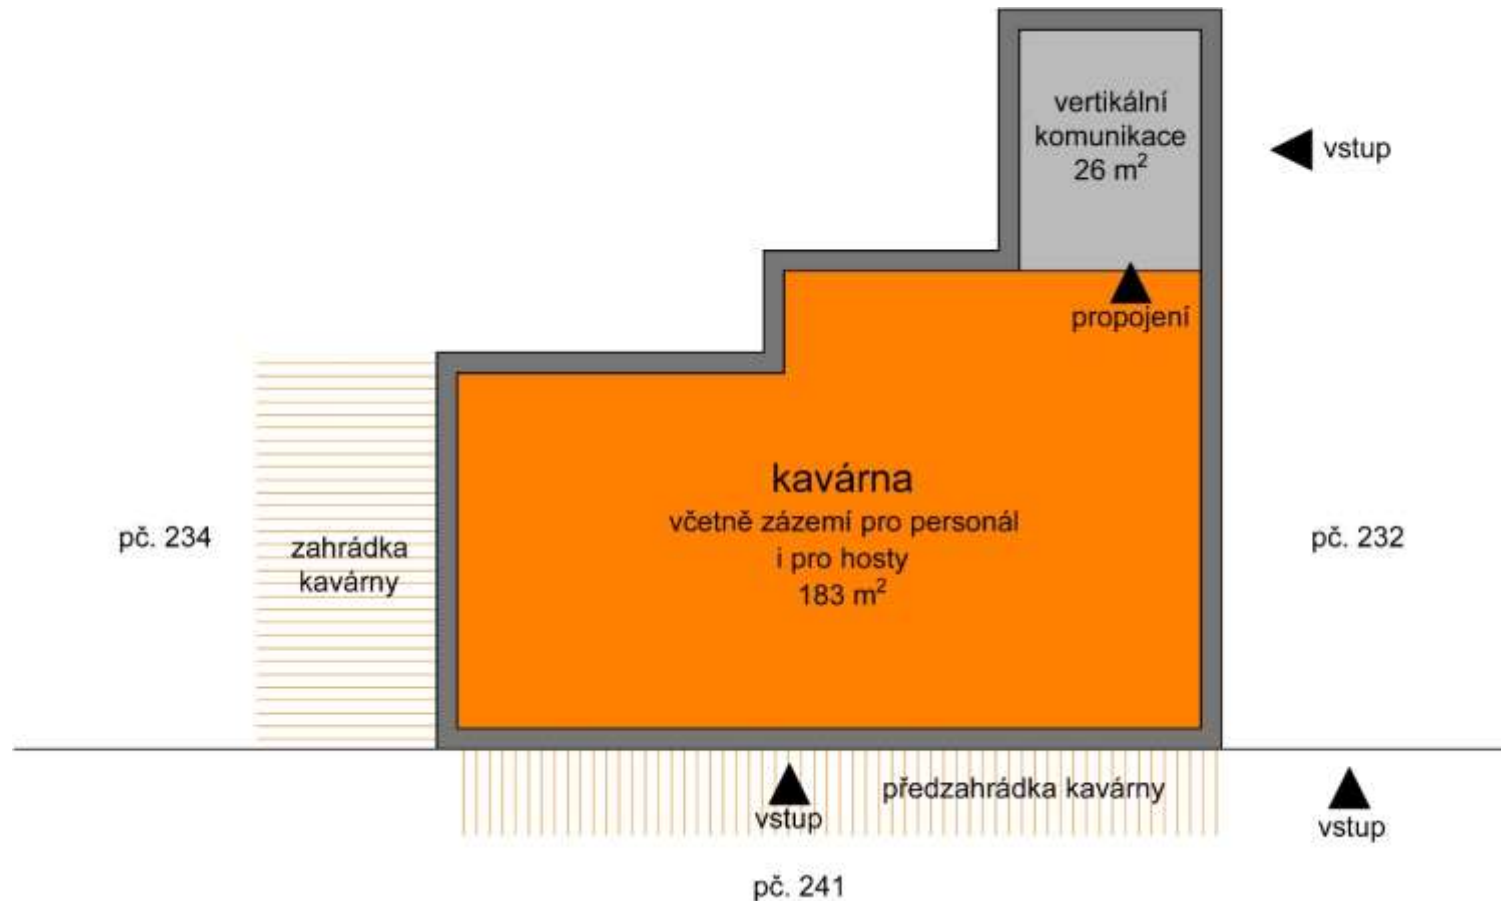 vertikální
komunikace
26 m²
vstup
propojení
kavárna
včetně zázemí pro personál
i pro hosty
183 m²
pč. 234
zahrádka
kavárny
pč. 232
předzahrádka kavárny
vstup
vstup
pč. 241